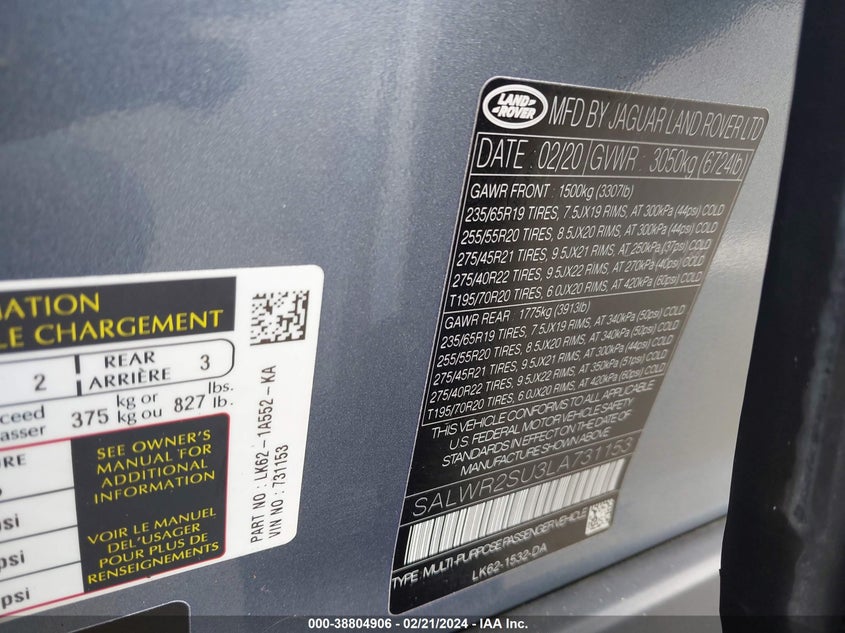 LAND ROVER MFD BY JAGUAR LAND ROVER LTD
DATE : 02/20 GVWR : 3050kg (6724lb)
GAWR FRONT : 1500kg (3307lb)
235/65R19 TIRES, 7.5JX19 RIMS, AT 300kPa (44psi) COLD
255/55R20 TIRES, 8.5JX20 RIMS, AT 300kPa (44psi) COLD
275/45R21 TIRES, 9.5JX21 RIMS, AT 250kPa (37psi) COLD
275/40R22 TIRES, 9.5JX22 RIMS, AT 270kPa (40psi) COLD
T195/70R20 TIRES, 6.0JX20 RIMS, AT 420kPa (60psi) COLD
GAWR REAR : 1775kg (3913lb)
235/65R19 TIRES, 7.5JX19 RIMS, AT 340kPa (50psi) COLD
255/55R20 TIRES, 8.5JX20 RIMS, AT 340kPa (50psi) COLD
275/45R21 TIRES, 9.5JX21 RIMS, AT 300kPa (44psi) COLD
275/40R22 TIRES, 9.5JX22 RIMS, AT 350kPa (51psi) COLD
T195/70R20 TIRES, 6.0JX20 RIMS, AT 420kPa (60psi) COLD
THIS VEHICLE CONFORMS TO ALL APPLICABLE
U.S. FEDERAL MOTOR VEHICLE SAFETY
STANDARDS IN EFFECT ON THE DATE OF
MANUFACTURE SHOWN ABOVE
SALWR2SU3LA731153
TYPE: MULTI-PURPOSE PASSENGER VEHICLE
LK62-1532-DA
MATION
LE CHARGEMENT
2 REAR 3
ARRIÈRE
xceed 375 kg or 827 lbs.
asser kg ou lb.
URE
SEE OWNER'S
MANUAL FOR
ADDITIONAL
INFORMATION
psi
psi
psi
VOIR LE MANUEL
DEL'USAGER
POUR PLUS DE
RENSEIGNEMENTS
PART NO : LK62-1A552-KA
VIN NO : 731153
000-38804906 - 02/21/2024 - IAA Inc.